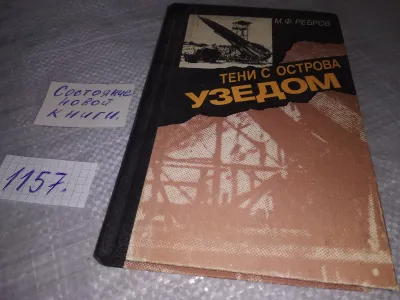 М.Ф. РЕБРОВ
ТЕНИ С ОСТРОВА
УЗЕДОМ
Состояние
новой
книги.
1157.